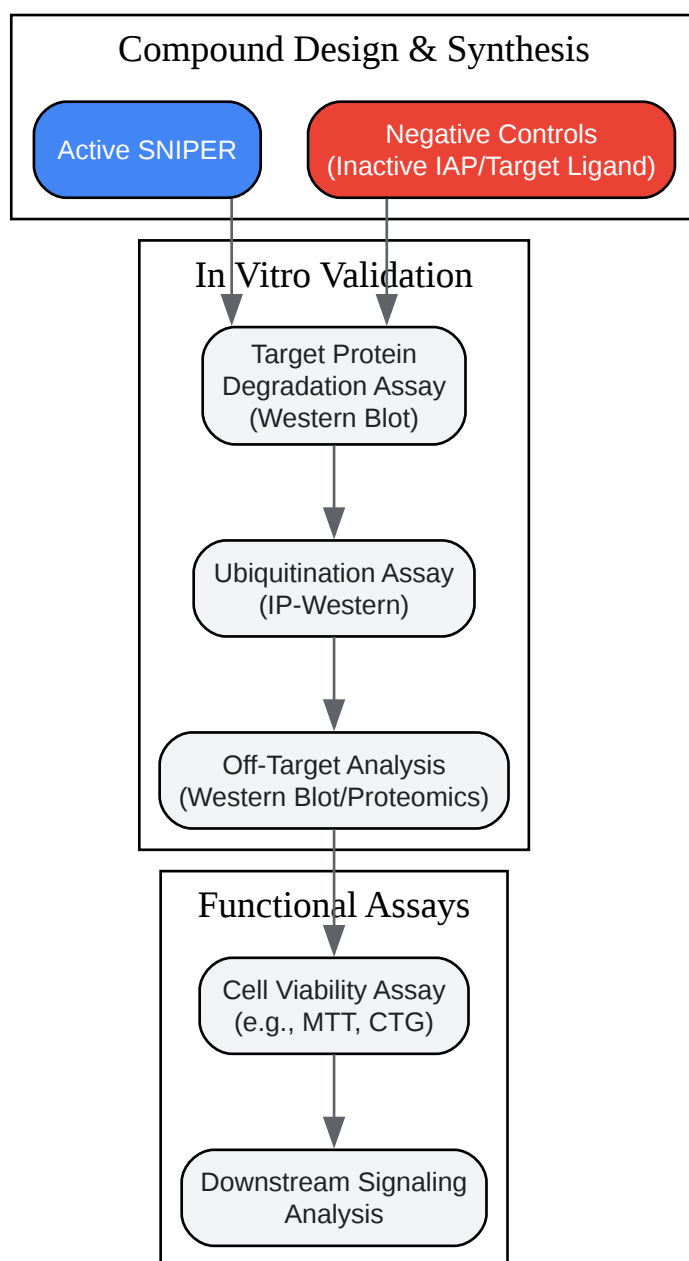 Compound Design & Synthesis
Active SNIPER
Negative Controls
(Inactive IAP/Target Ligand)
In Vitro Validation
Target Protein
Degradation Assay
(Western Blot)
Ubiquitination Assay
(IP-Western)
Off-Target Analysis
(Western Blot/Proteomics)
Functional Assays
Cell Viability Assay
(e.g., MTT, CTG)
Downstream Signaling
Analysis